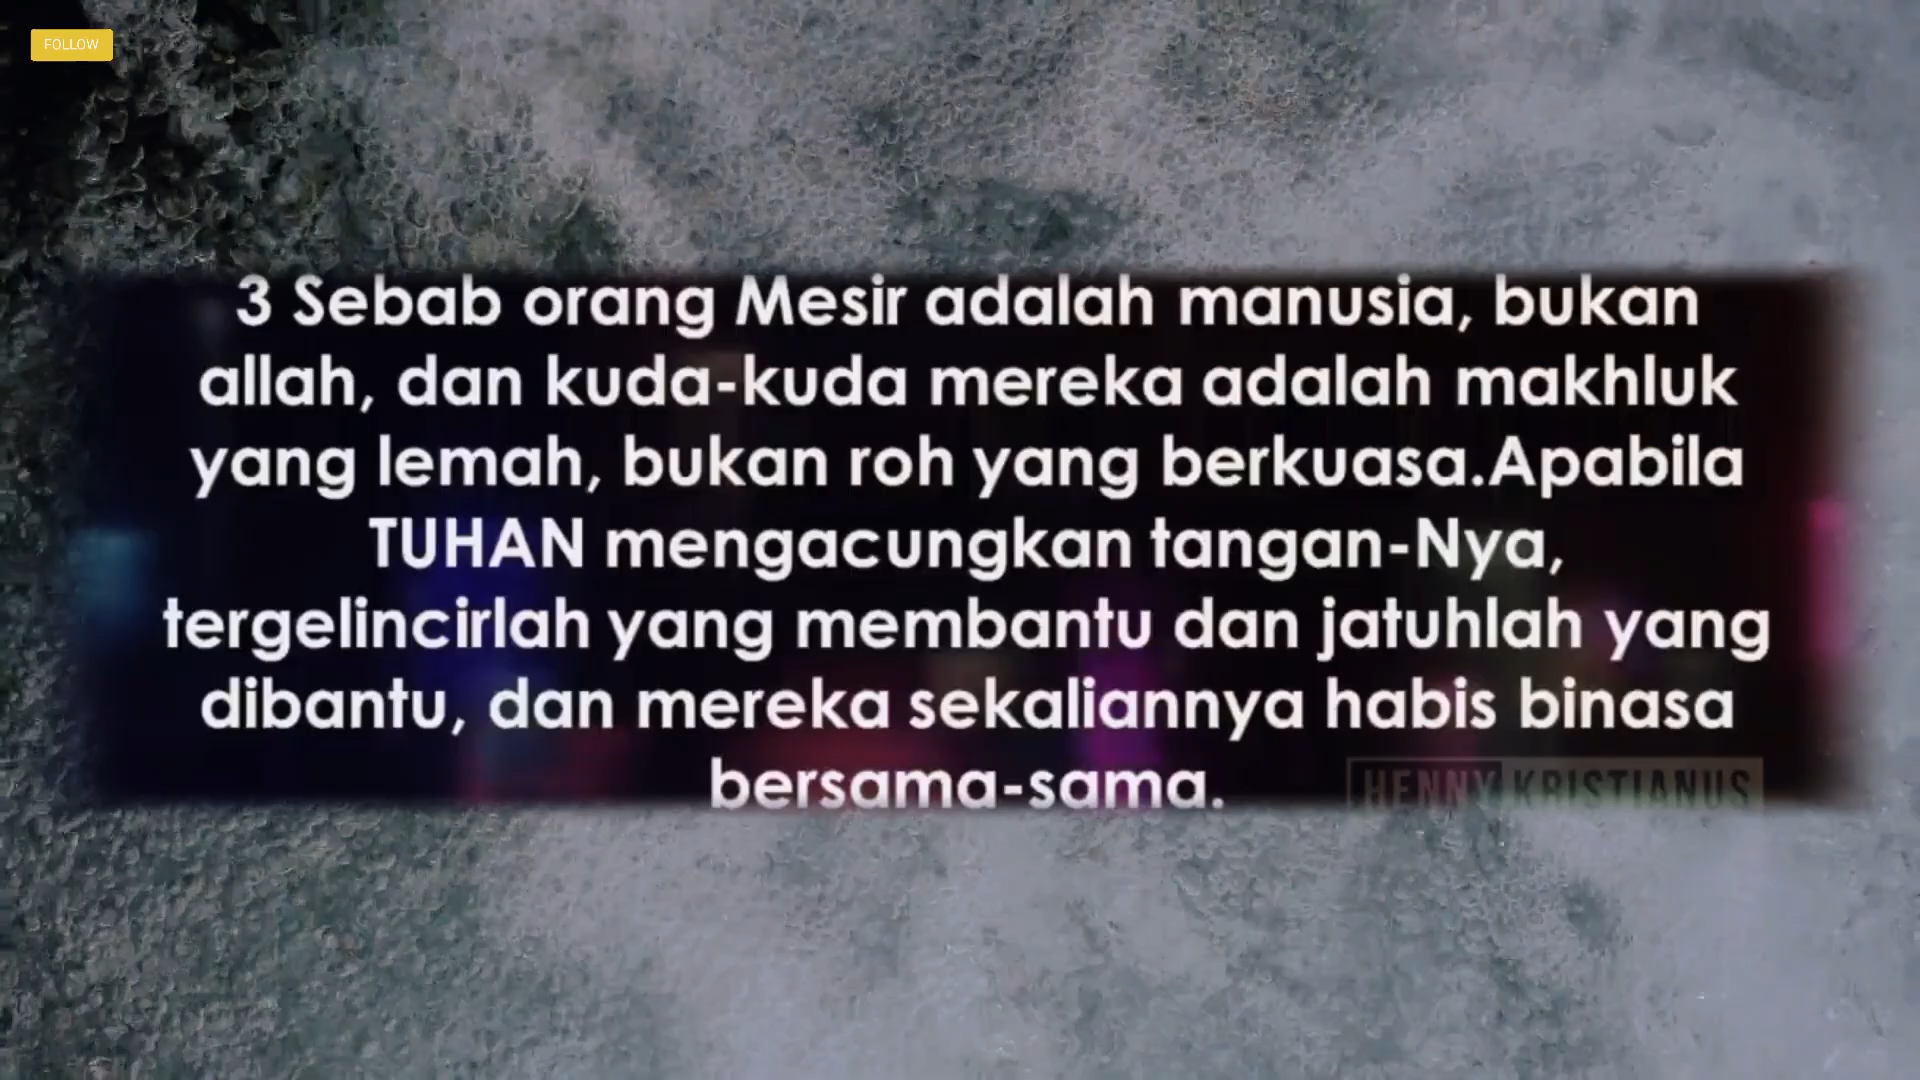 FOLLOW
3 Sebab orang Mesir adalah manusia, bukan
allah, dan kuda-kuda mereka adalah makhluk
yang lemah, bukan roh yang berkuasa.Apabila
TUHAN mengacungkan tangan-Nya,
tergelincirlah yang membantu dan jatuhlah yang
dibantu, dan mereka sekaliannya habis binasa
bersama-sama.
HENNY KRISTIANUS